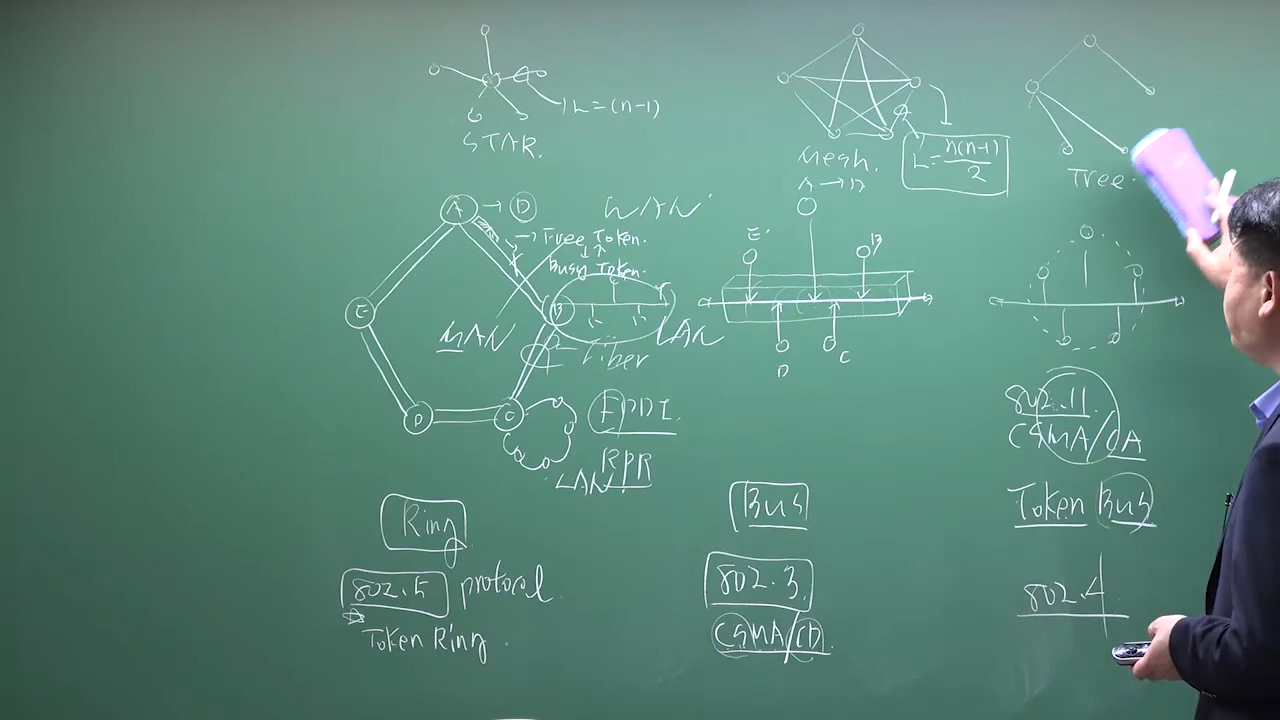 L=(n-1)
STAR.
Mesh.
A→D
L=n(n-1)/2
Tree.
A → D
WAN
→ Free Token.
Busy Token.
E
B
MAN
LAN
Fiber
E
B
D
C
D
C
FDDI.
RPR
LAN
802.11
CSMA/CA
Ring
Bus
Token Bus
802.5 protocol
802.3
802.4
Token Ring.
CSMA/CD